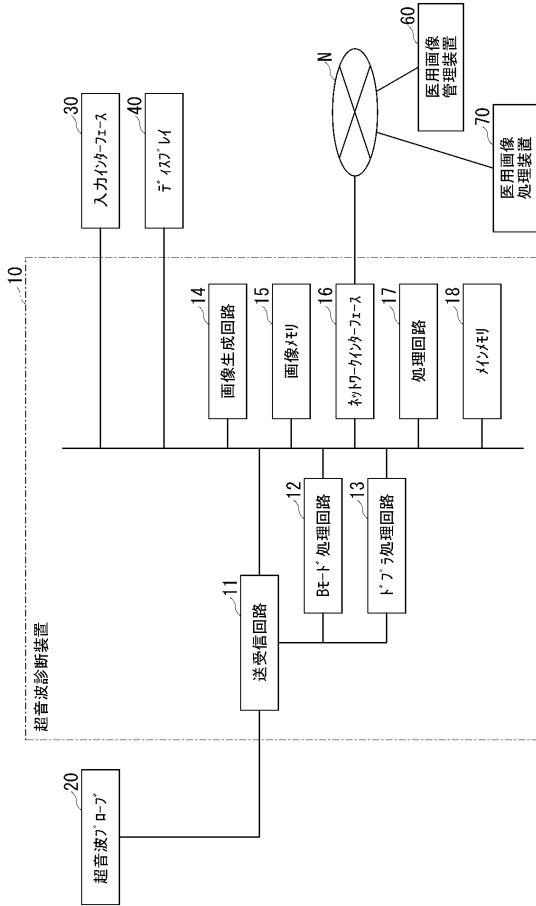 超音波診断装置
10
20
超音波プローブ
11
送受信回路
12
Bモード処理回路
13
ドプラ処理回路
14
画像生成回路
15
画像メモリ
16
ネットワークインターフェース
17
処理回路
18
メインメモリ
30
入力インターフェース
40
ディスプレイ
N
60
医用画像
管理装置
70
医用画像
処理装置